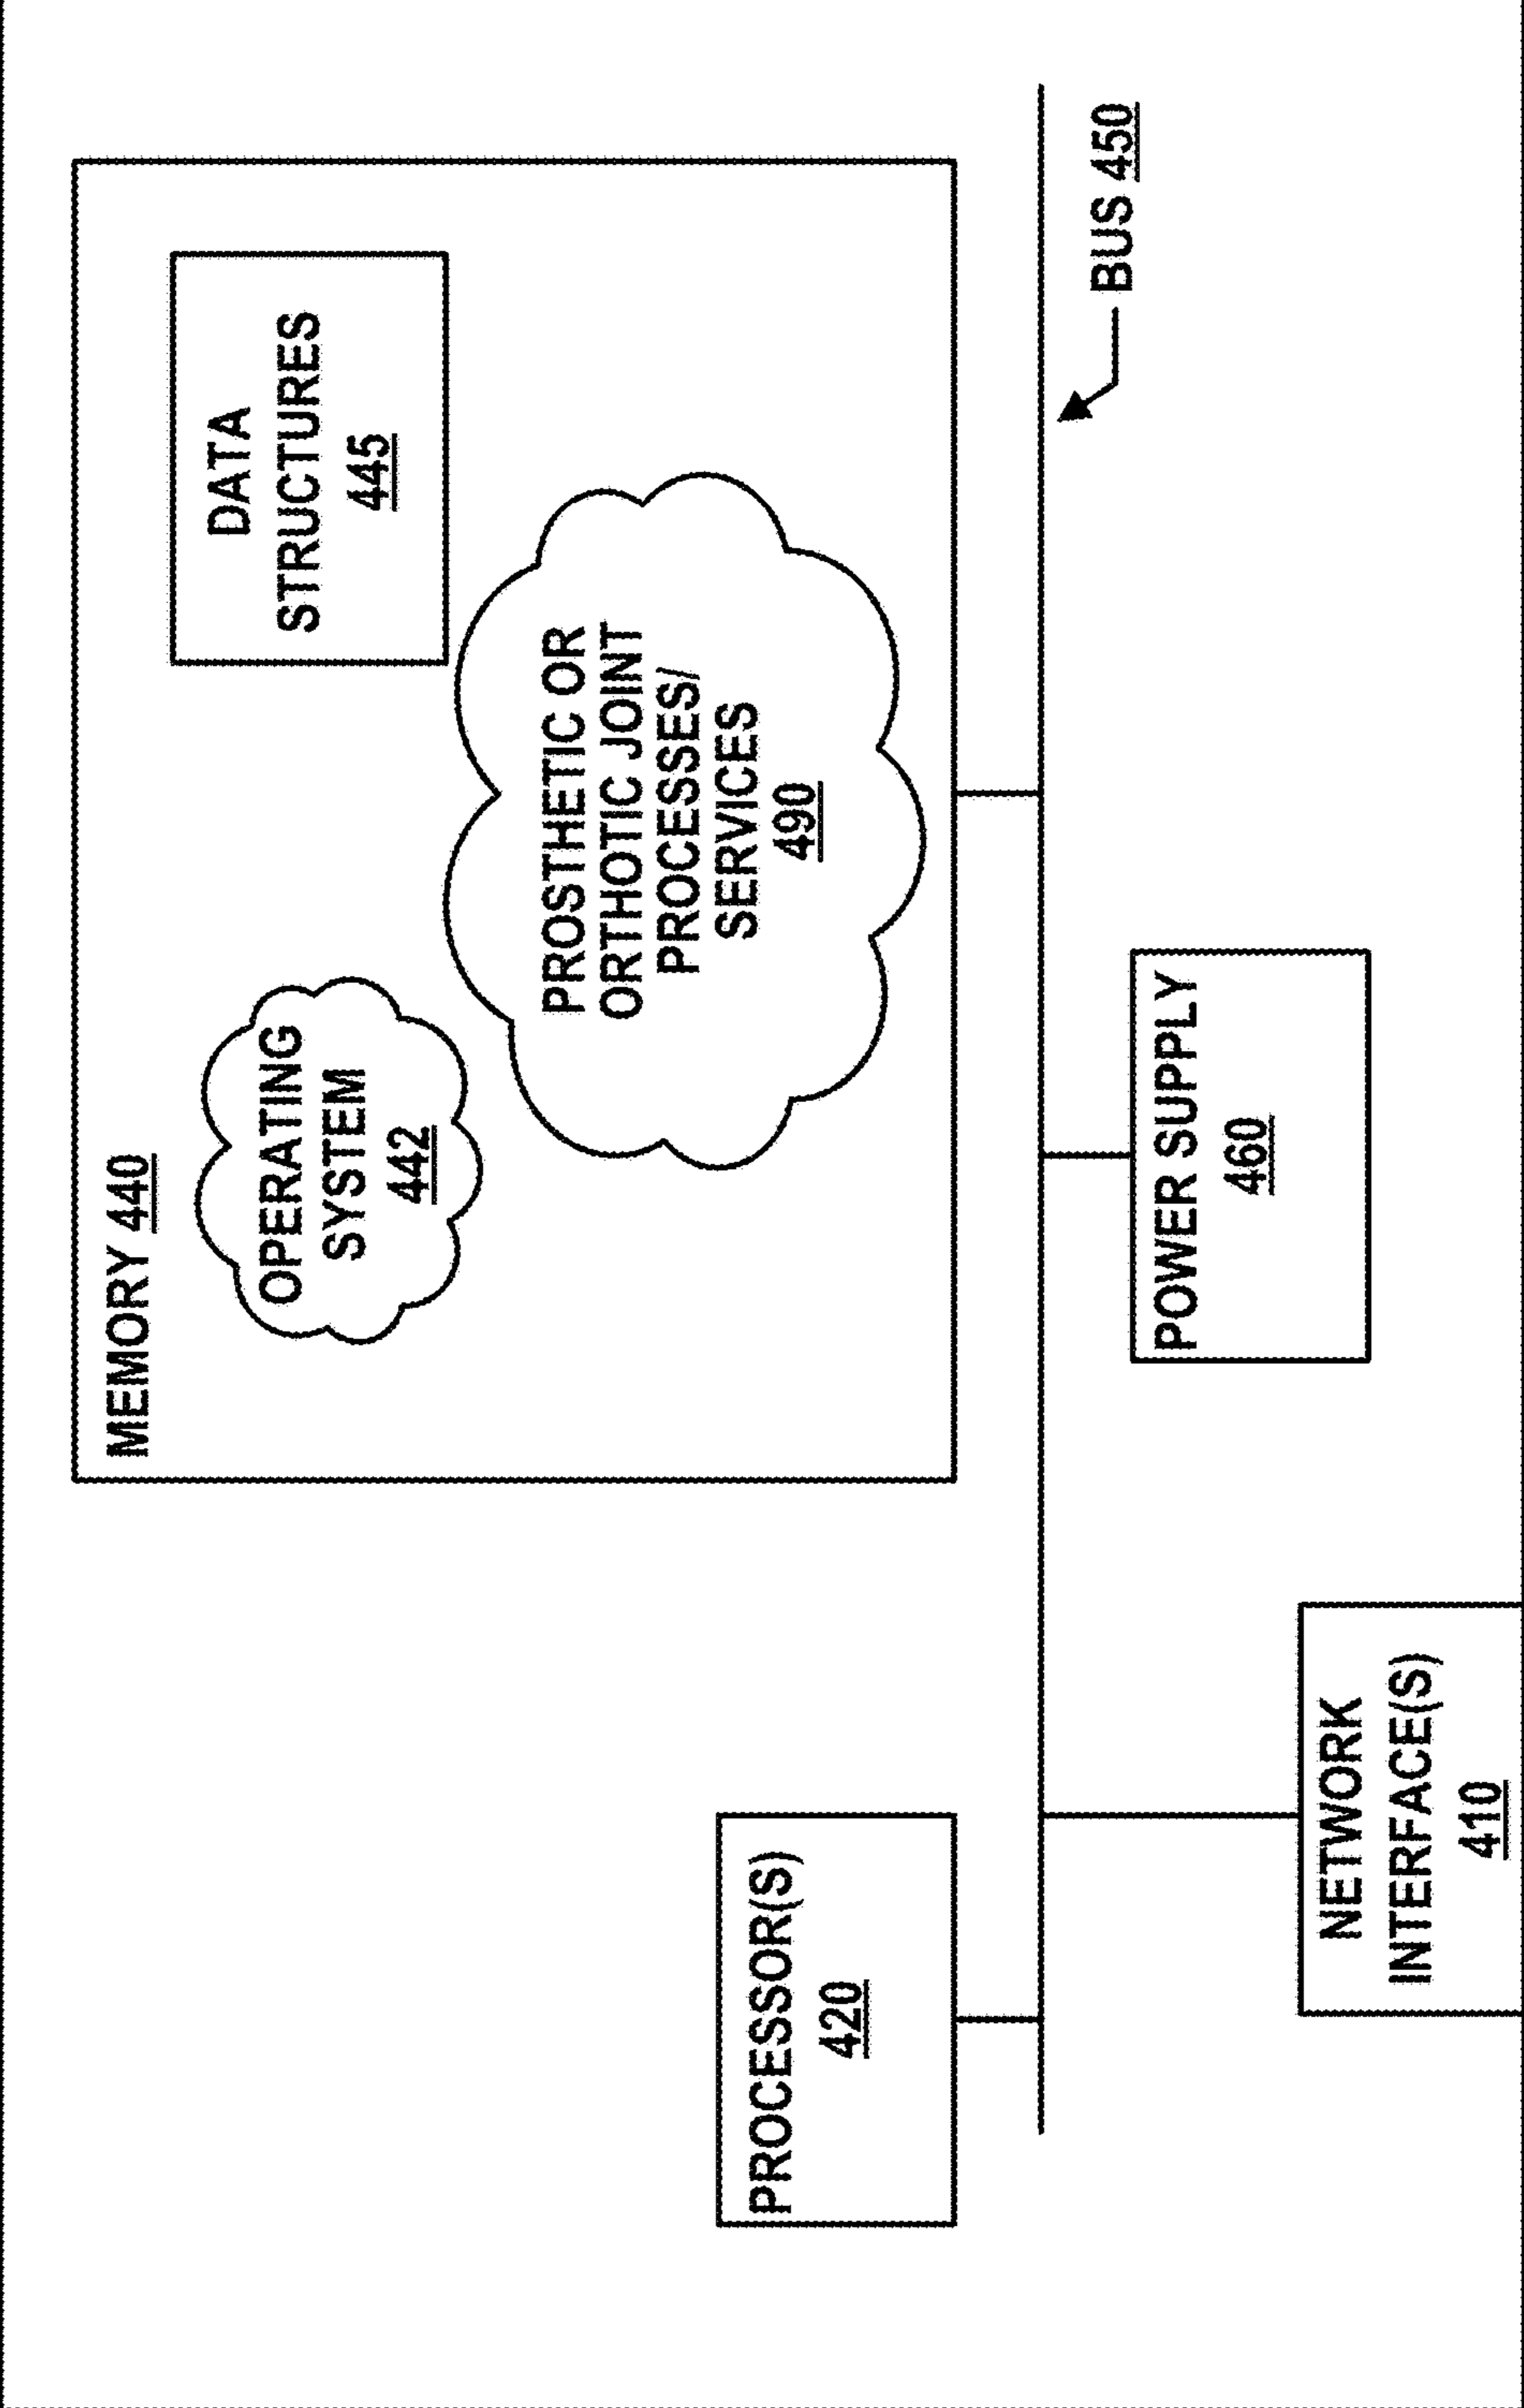 MEMORY 440
OPERATING
SYSTEM
442
DATA
STRUCTURES
445
PROSTHETIC OR
ORTHOTIC JOINT
PROCESSES/
SERVICES
490
PROCESSOR(S)
420
BUS 450
POWER SUPPLY
460
NETWORK
INTERFACE(S)
410